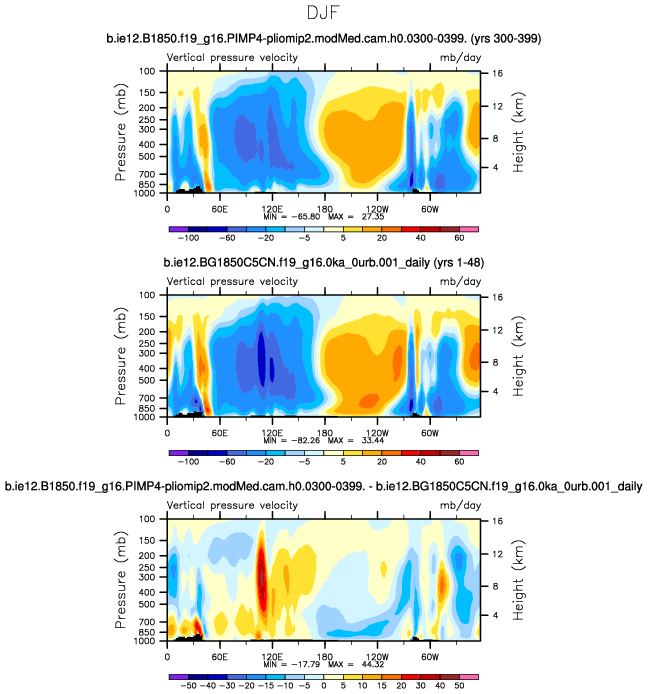 DJF
b.ie12.B1850.f19_g16.PIMP4-pliomip2.modMed.cam.h0.0300-0399. (yrs 300-399)
Vertical pressure velocity mb/day
Pressure (mb)
100
150
200
250
300
400
500
700
850
1000
16
12
8
4
Height (km)
0 60E 120E 180 120W 60W
MIN = -65.80 MAX = 27.35
-100 -60 -20 -5 5 20 30 40 60
b.ie12.BG1850C5CN.f19_g16.0ka_0urb.001_daily (yrs 1-48)
Vertical pressure velocity mb/day
Pressure (mb)
100
150
200
250
300
400
500
700
850
1000
16
12
8
4
Height (km)
0 60E 120E 180 120W 60W
MIN = -82.26 MAX = 33.44
-100 -60 -20 -5 5 20 30 40 60
b.ie12.B1850.f19_g16.PIMP4-pliomip2.modMed.cam.h0.0300-0399. - b.ie12.BG1850C5CN.f19_g16.0ka_0urb.001_daily
Vertical pressure velocity mb/day
Pressure (mb)
100
150
200
250
300
400
500
700
850
1000
16
12
8
4
Height (km)
0 60E 120E 180 120W 60W
MIN = -17.79 MAX = 44.32
-50 -40 -30 -20 -15 -10 -5 0 5 10 15 20 30 40 50